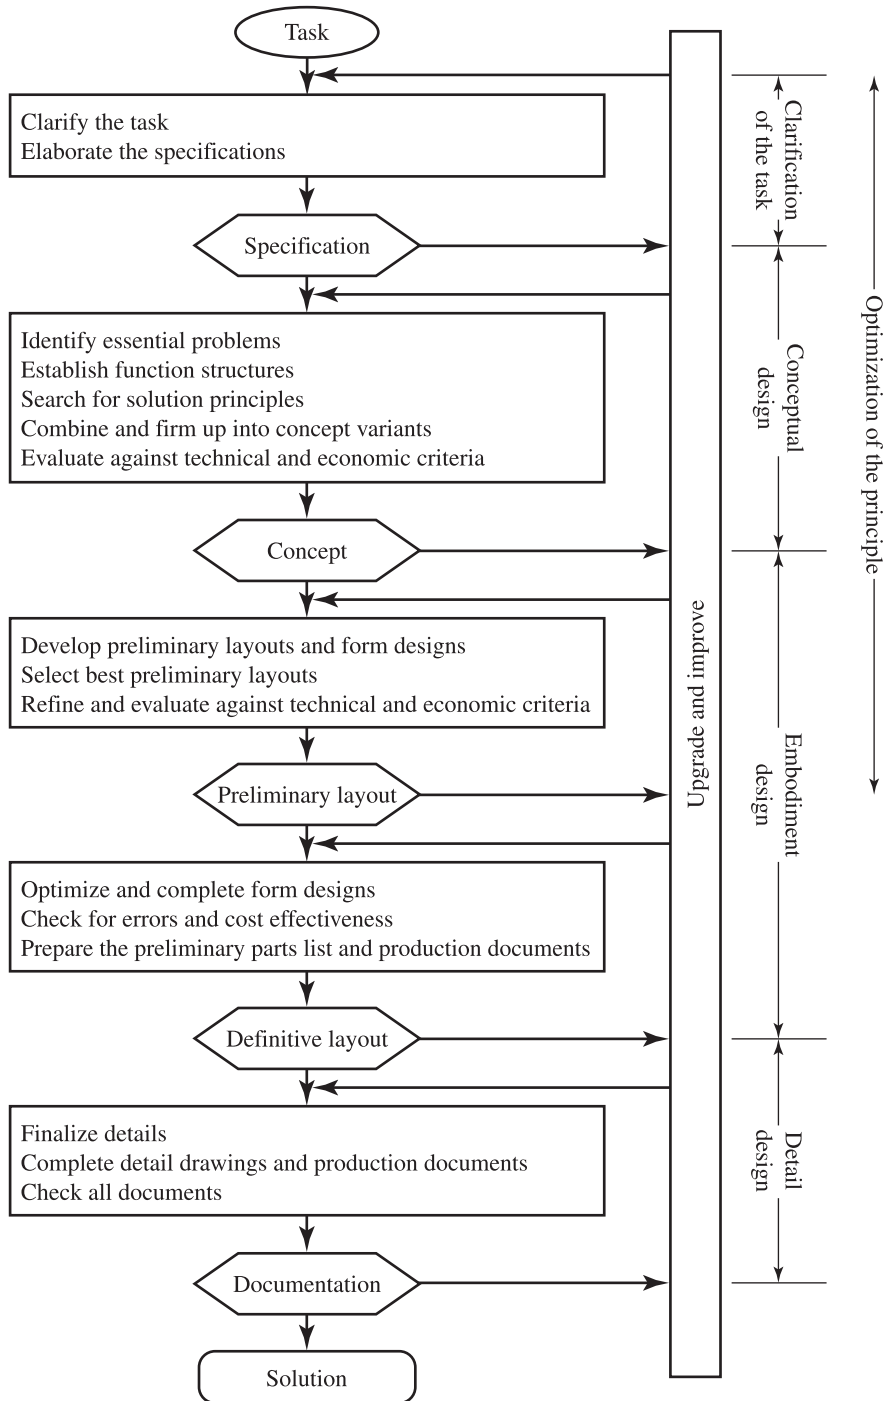 Task
Clarify the task
Elaborate the specifications
Specification
Identify essential problems
Establish function structures
Search for solution principles
Combine and firm up into concept variants
Evaluate against technical and economic criteria
Concept
Develop preliminary layouts and form designs
Select best preliminary layouts
Refine and evaluate against technical and economic criteria
Preliminary layout
Optimize and complete form designs
Check for errors and cost effectiveness
Prepare the preliminary parts list and production documents
Definitive layout
Finalize details
Complete detail drawings and production documents
Check all documents
Documentation
Solution
Upgrade and improve
Clarification
of the task
Conceptual
design
Embodiment
design
Detail
design
Optimization of the principle